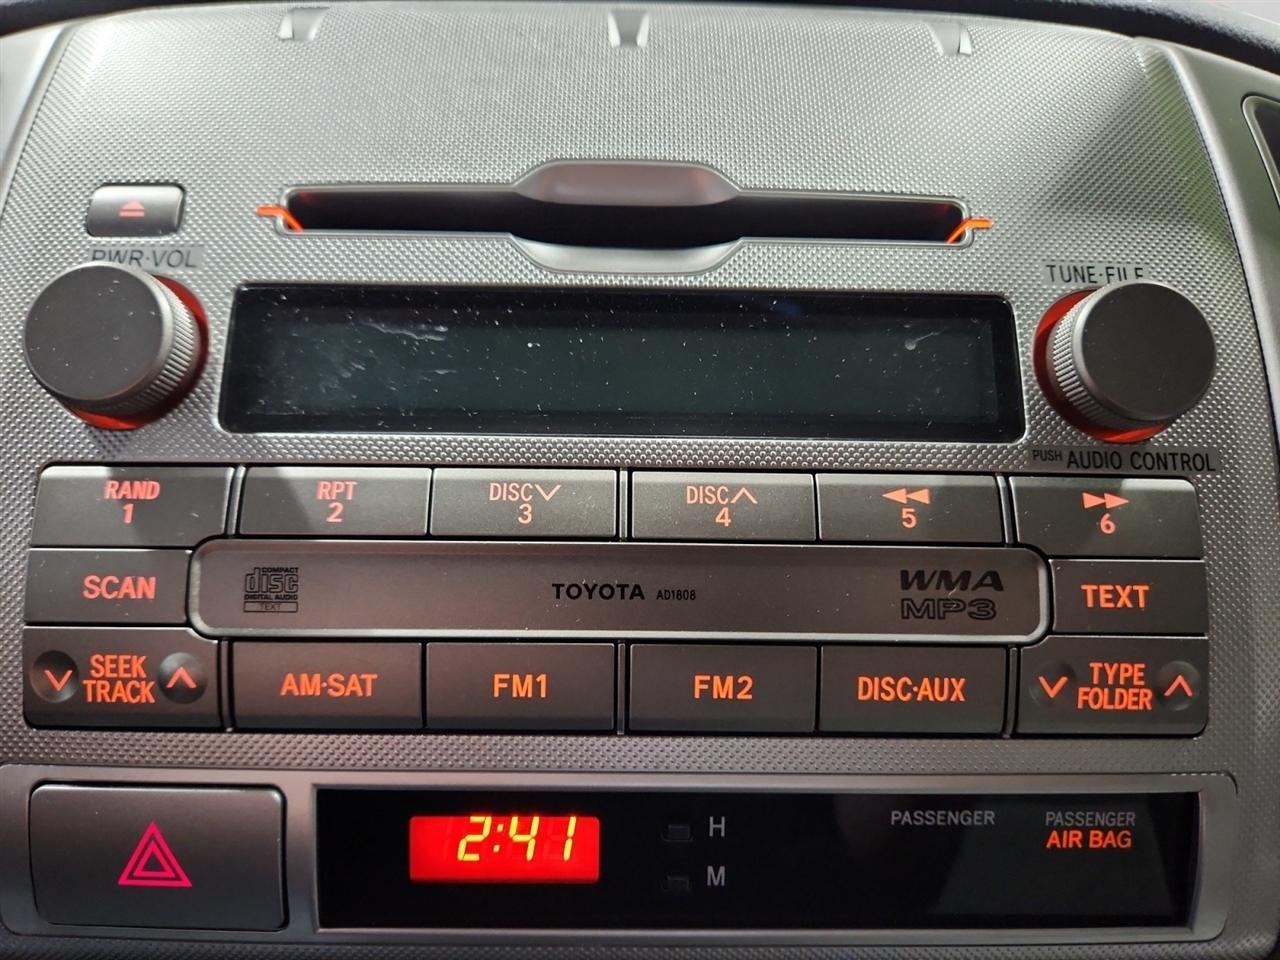 PWR·VOL
TUNE·FILE
PUSH AUDIO CONTROL
RAND
1
RPT
2
DISC
3
DISC
4
5
6
SCAN
COMPACT
disc
DIGITAL AUDIO
TEXT
TOYOTA AD1808
WMA
MP3
TEXT
SEEK
TRACK
AM·SAT
FM1
FM2
DISC·AUX
TYPE
FOLDER
2:41
H
M
PASSENGER
PASSENGER
AIR BAG